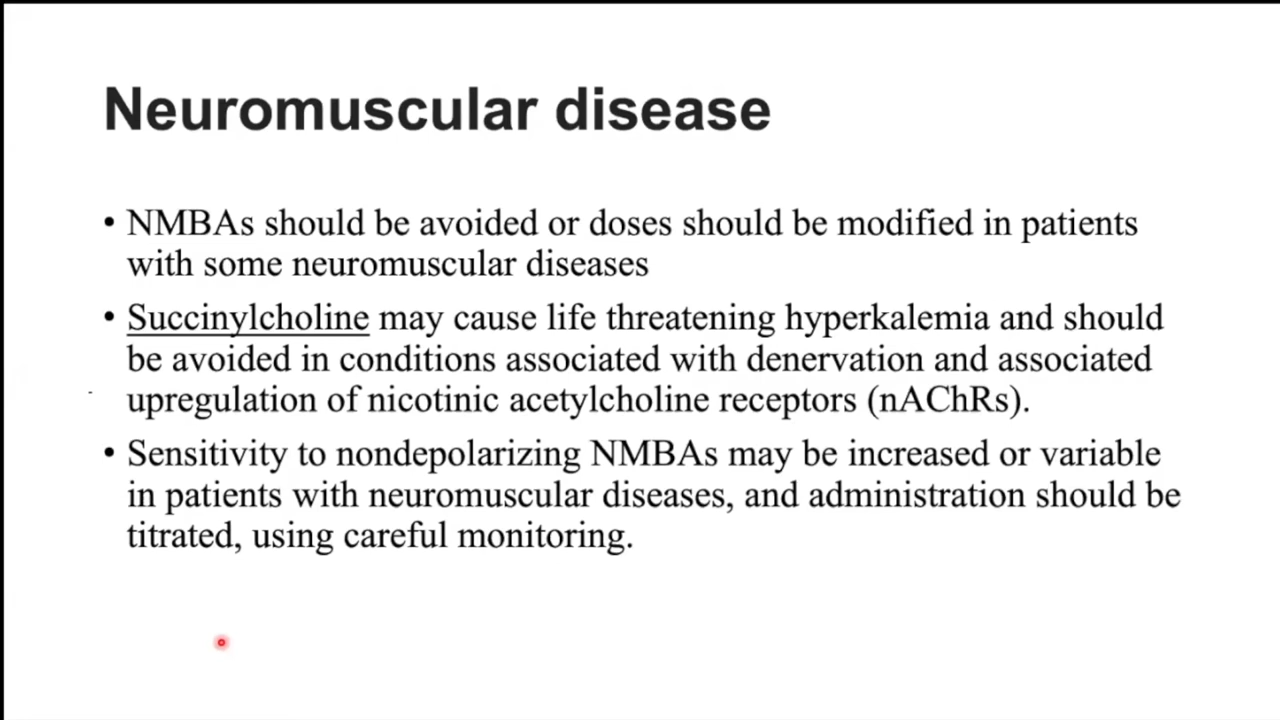 Neuromuscular disease
• NMBAs should be avoided or doses should be modified in patients
with some neuromuscular diseases
• Succinylcholine may cause life threatening hyperkalemia and should
be avoided in conditions associated with denervation and associated
upregulation of nicotinic acetylcholine receptors (nAChRs).
• Sensitivity to nondepolarizing NMBAs may be increased or variable
in patients with neuromuscular diseases, and administration should be
titrated, using careful monitoring.